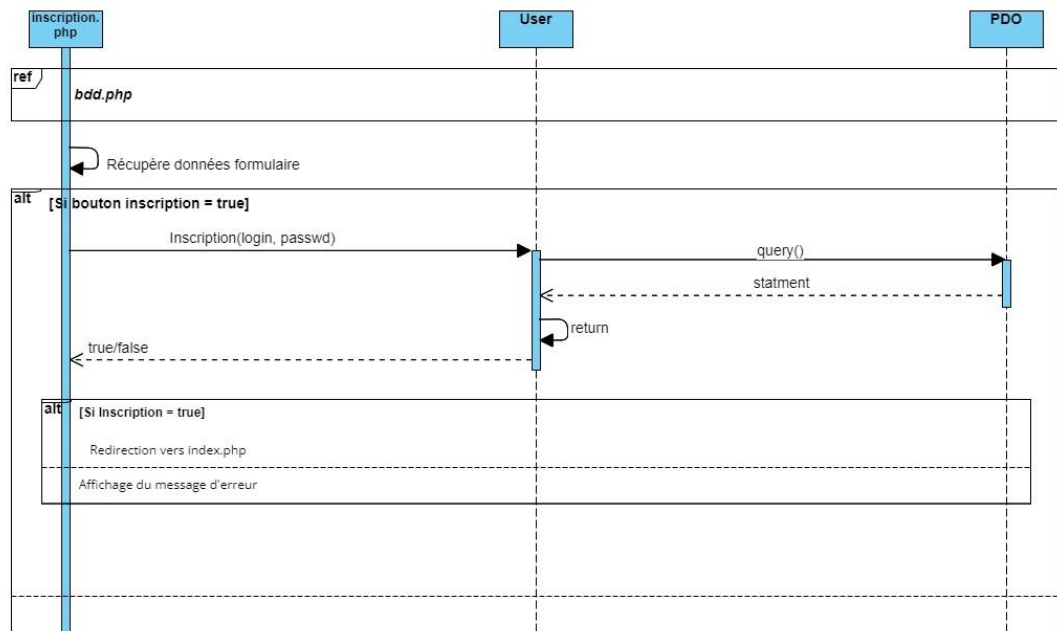 inscription.
php
User
PDO
ref
bdd.php
Récupère données formulaire
alt
[Si bouton inscription = true]
Inscription(login, passwd)
query()
statment
return
true/false
alt
[Si Inscription = true]
Redirection vers index.php
Affichage du message d'erreur